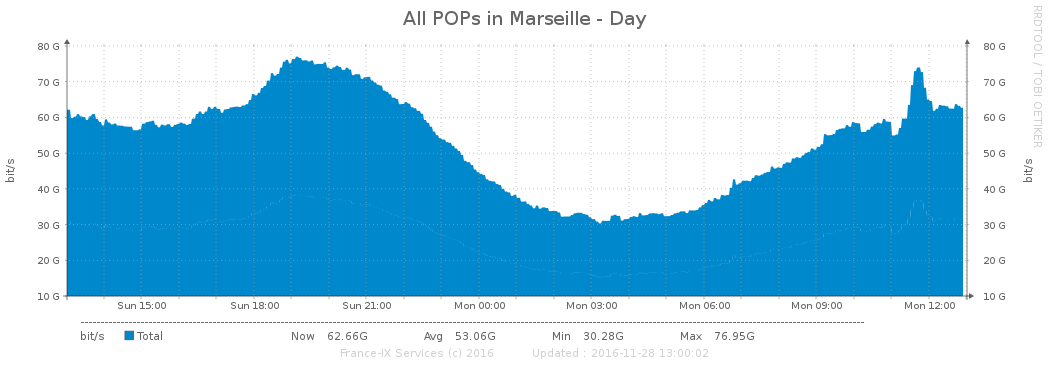 All POPs in Marseille - Day
RRDTOOL / TOBI OETIKER
80 G 80 G
70 G 70 G
60 G 60 G
50 G 50 G
40 G 40 G
30 G 30 G
20 G 20 G
10 G 10 G
bit/s bit/s
Sun 15:00 Sun 18:00 Sun 21:00 Mon 00:00 Mon 03:00 Mon 06:00 Mon 09:00 Mon 12:00
bit/s Total Now 62.66G Avg 53.06G Min 30.28G Max 76.95G
France-IX Services (c) 2016 Updated : 2016-11-28 13:00:02